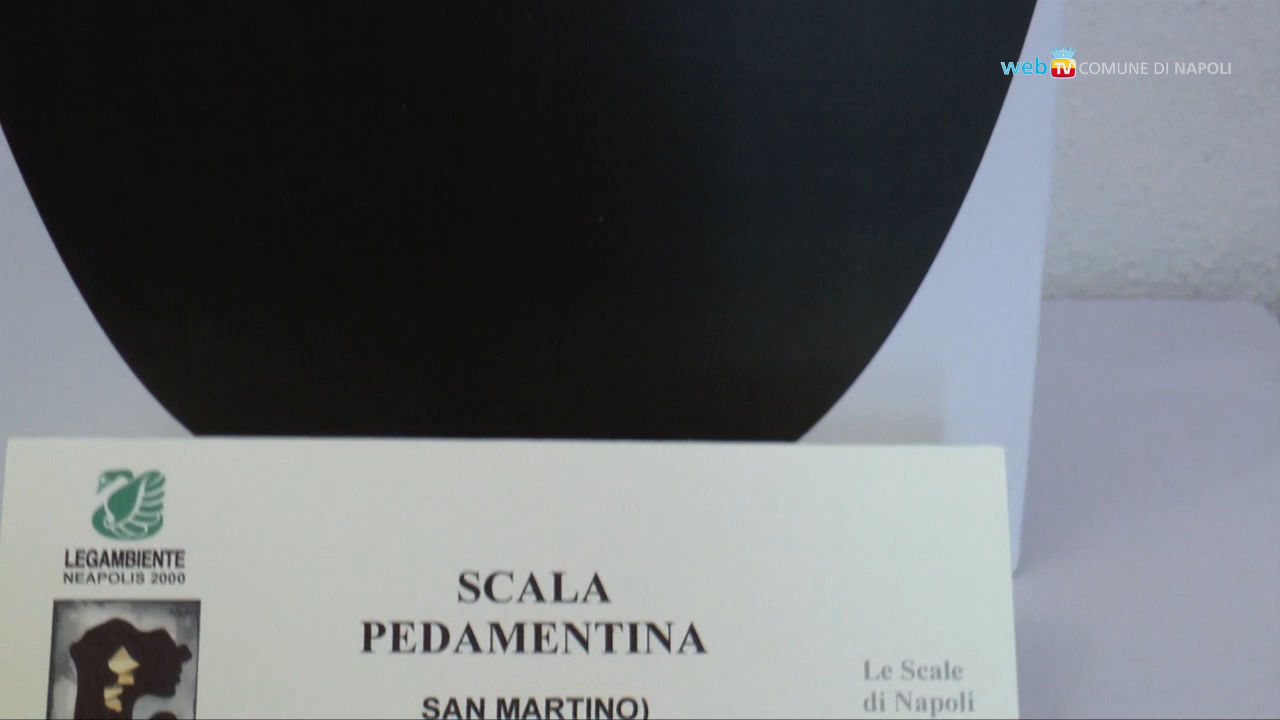 web TV COMUNE DI NAPOLI
LEGAMBIENTE
NEAPOLIS 2000
SCALA
PEDAMENTINA
SAN MARTINO)
Le Scale
di Napoli